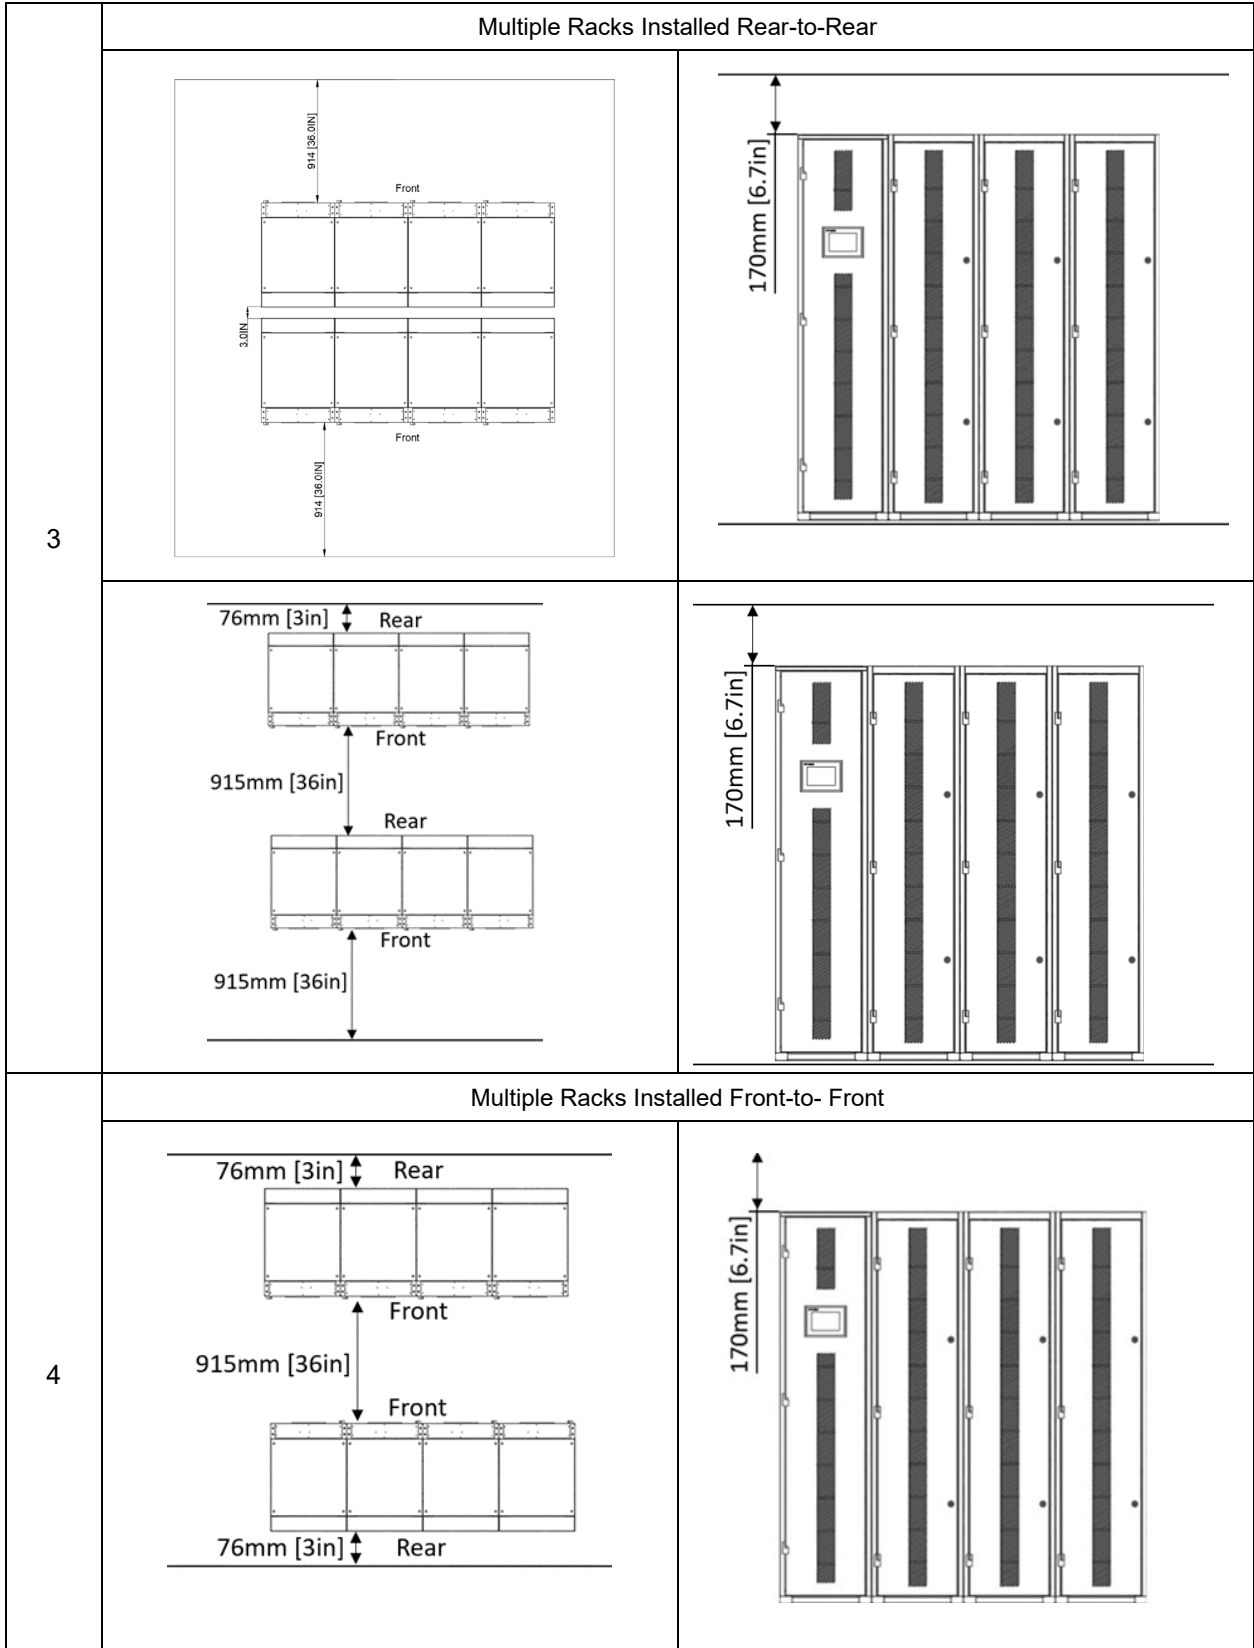 Multiple Racks Installed Rear-to-Rear
3
914 [36.0IN]
Front
3.0IN
Front
914 [36.0IN]
170mm [6.7in]
76mm [3in]
Rear
Front
915mm [36in]
Rear
Front
915mm [36in]
170mm [6.7in]
Multiple Racks Installed Front-to- Front
4
76mm [3in]
Rear
Front
915mm [36in]
Front
76mm [3in]
Rear
170mm [6.7in]